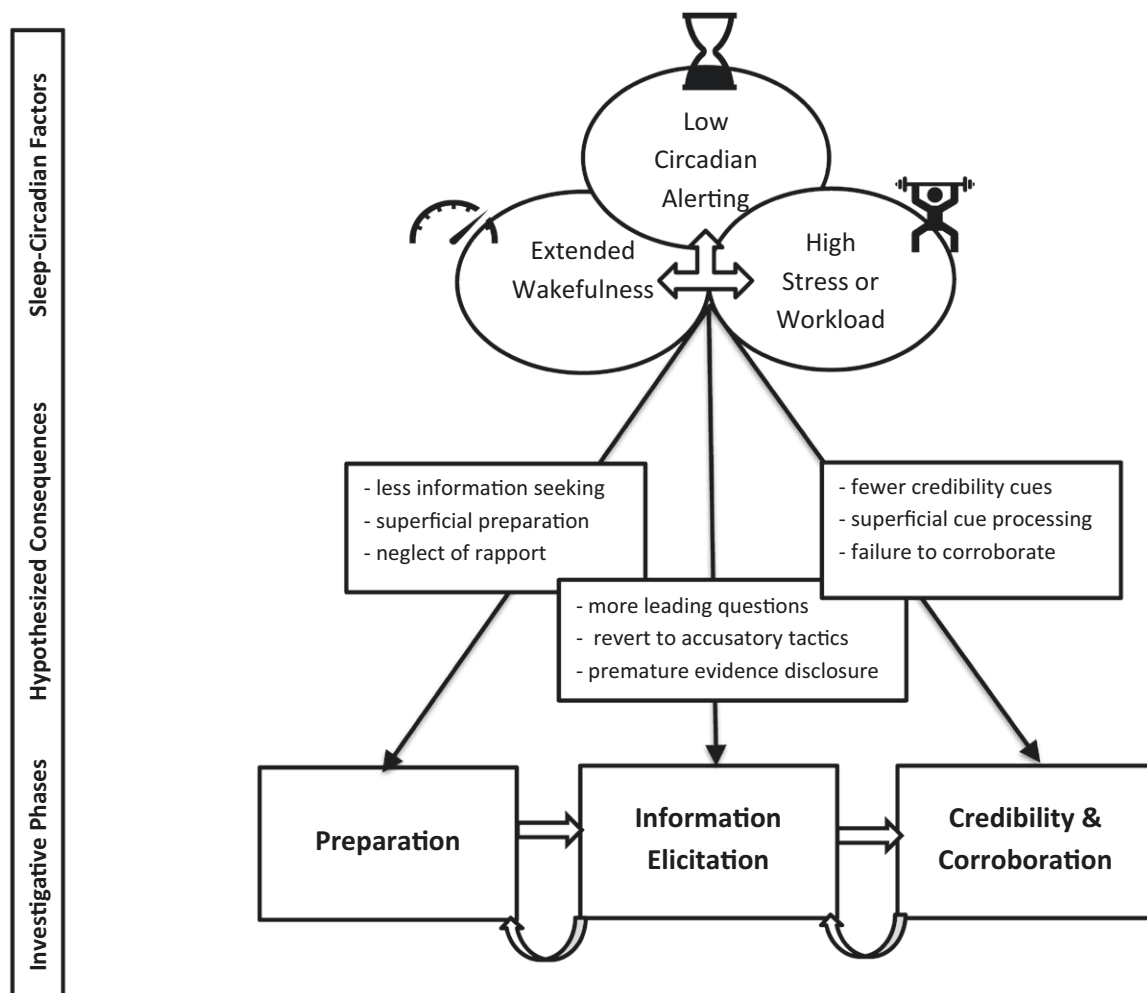 Sleep-Circadian Factors
Hypothesized Consequences
Investigative Phases
Low
Circadian
Alerting
Extended
Wakefulness
High
Stress or
Workload
- less information seeking
- superficial preparation
- neglect of rapport
- more leading questions
- revert to accusatory tactics
- premature evidence disclosure
- fewer credibility cues
- superficial cue processing
- failure to corroborate
Preparation
Information
Elicitation
Credibility &
Corroboration